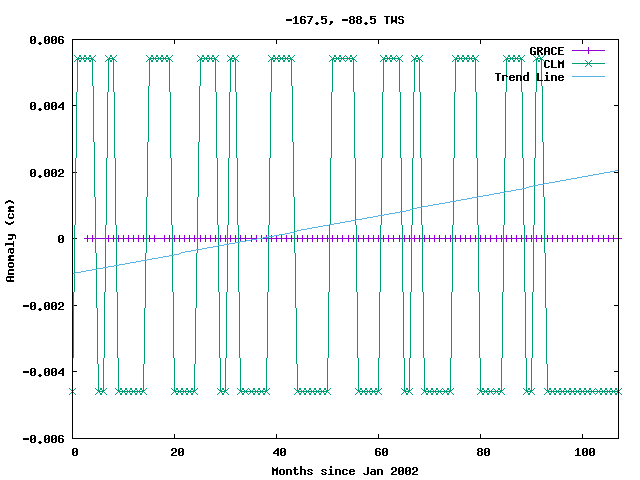 -167.5, -88.5 TWS
0.006
0.004
0.002
0
-0.002
-0.004
-0.006
Anomaly (cm)
GRACE
CLM
Trend Line
0 20 40 60 80 100
Months since Jan 2002